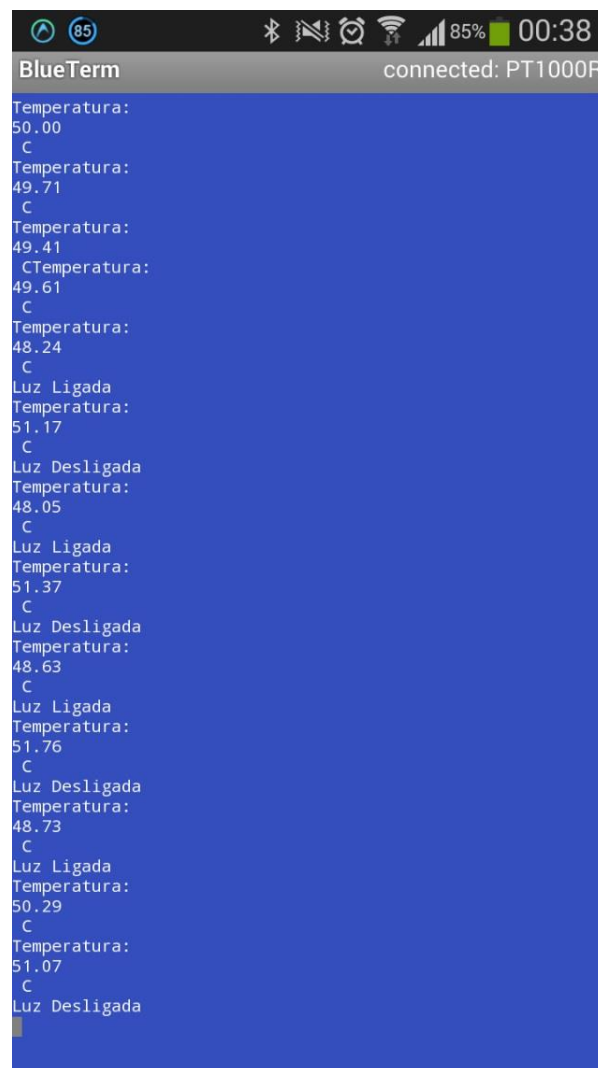 85 85% 00:38
BlueTerm connected: PT1000R
Temperatura:
50.00
C
Temperatura:
49.71
C
Temperatura:
49.41
CTemperatura:
49.61
C
Temperatura:
48.24
C
Luz Ligada
Temperatura:
51.17
C
Luz Desligada
Temperatura:
48.05
C
Luz Ligada
Temperatura:
51.37
C
Luz Desligada
Temperatura:
48.63
C
Luz Ligada
Temperatura:
51.76
C
Luz Desligada
Temperatura:
48.73
C
Luz Ligada
Temperatura:
50.29
C
Temperatura:
51.07
C
Luz Desligada